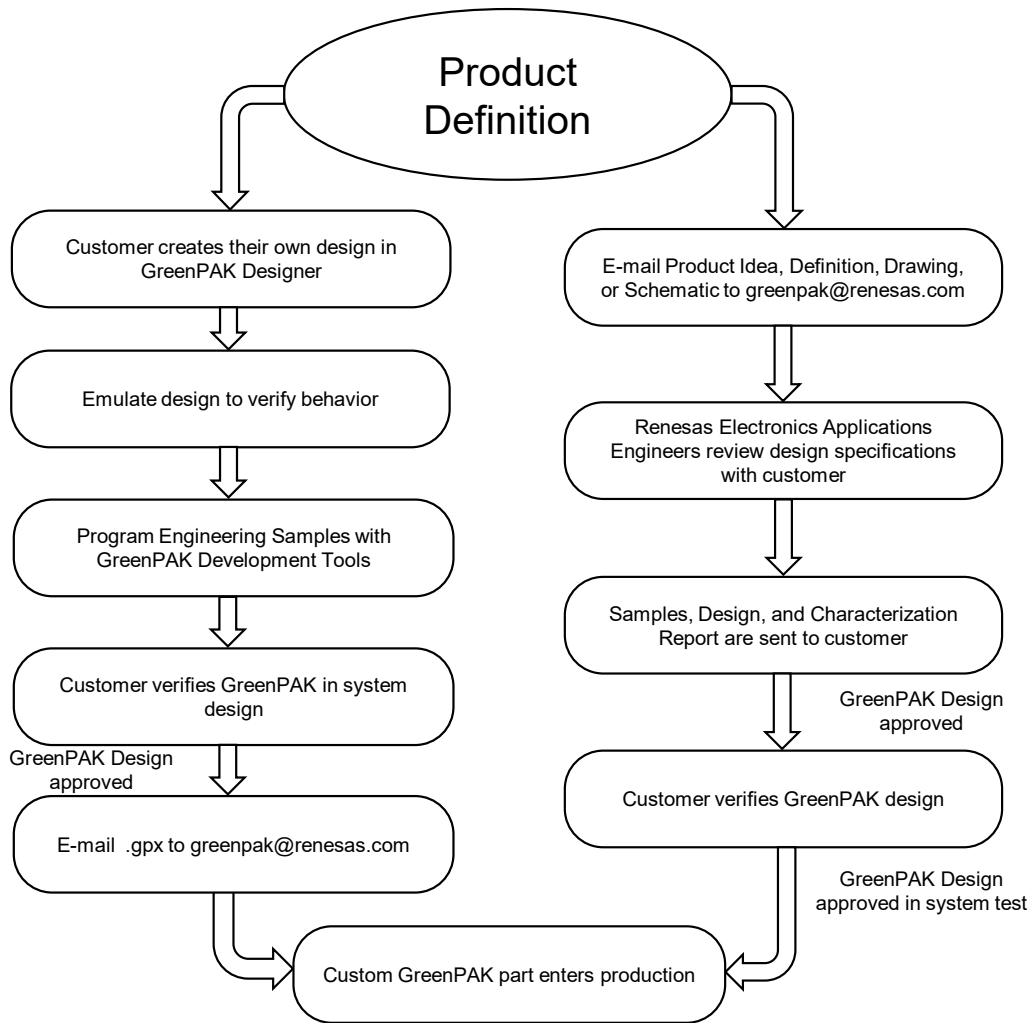 Product
Definition
Customer creates their own design in
GreenPAK Designer
Emulate design to verify behavior
Program Engineering Samples with
GreenPAK Development Tools
Customer verifies GreenPAK in system
design
GreenPAK Design
approved
E-mail .gpx to greenpak@renesas.com
E-mail Product Idea, Definition, Drawing,
or Schematic to greenpak@renesas.com
Renesas Electronics Applications
Engineers review design specifications
with customer
Samples, Design, and Characterization
Report are sent to customer
GreenPAK Design
approved
Customer verifies GreenPAK design
GreenPAK Design
approved in system test
Custom GreenPAK part enters production